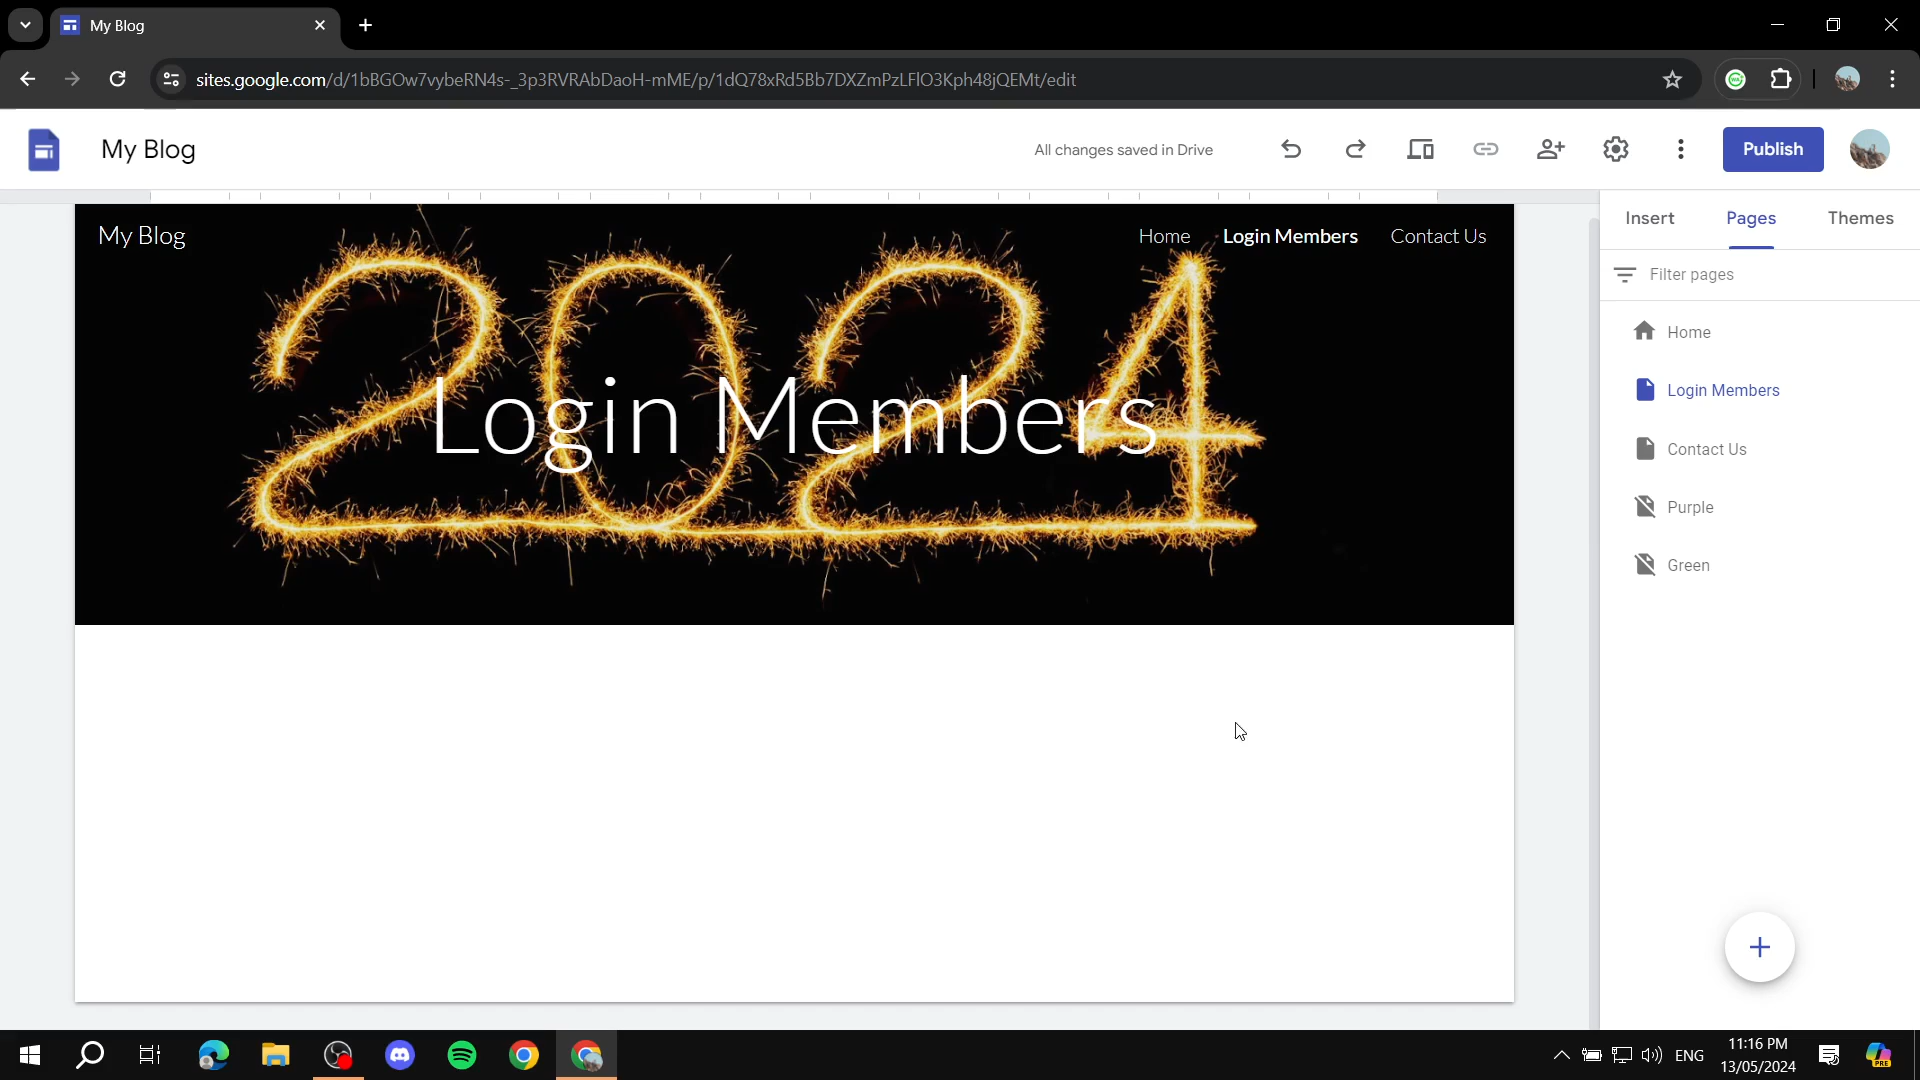 My Blog
sites.google.com/d/1bBGOw7vybeRN4s-_3p3RVRAbDaoH-mME/p/1dQ78xRd5Bb7DXZmPzLFlO3Kph48jQEMt/edit
My Blog
All changes saved in Drive
Publish
My Blog
Home
Login Members
Contact Us
2024
Login Members
Insert
Pages
Themes
Filter pages
Home
Login Members
Contact Us
Purple
Green
ENG
11:16 PM
13/05/2024
PRE